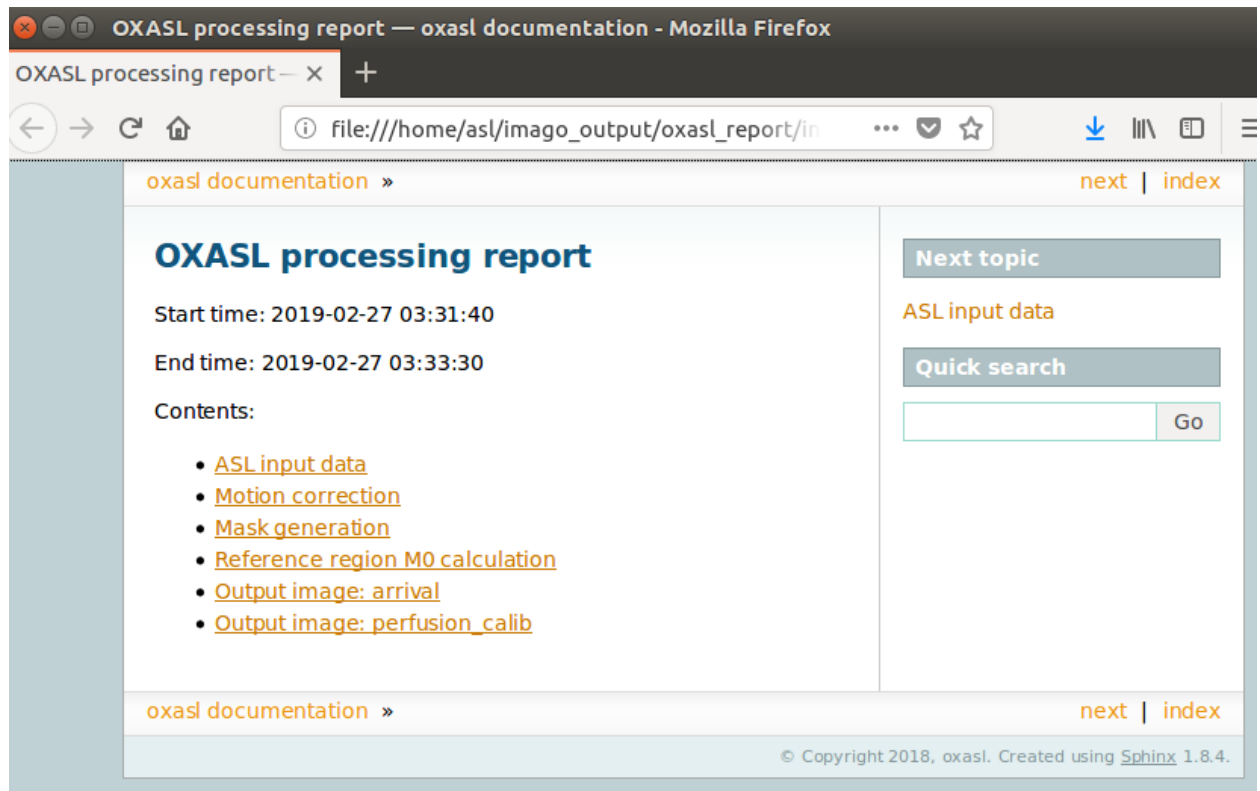 OXASL processing report — oxasl documentation - Mozilla Firefox
OXASL processing report —
file:///home/asl/imago_output/oxasl_report/in
oxasl documentation »
next | index
OXASL processing report
Start time: 2019-02-27 03:31:40
End time: 2019-02-27 03:33:30
Contents:
• ASL input data
• Motion correction
• Mask generation
• Reference region M0 calculation
• Output image: arrival
• Output image: perfusion_calib
Next topic
ASL input data
Quick search
Go
oxasl documentation »
next | index
© Copyright 2018, oxasl. Created using Sphinx 1.8.4.